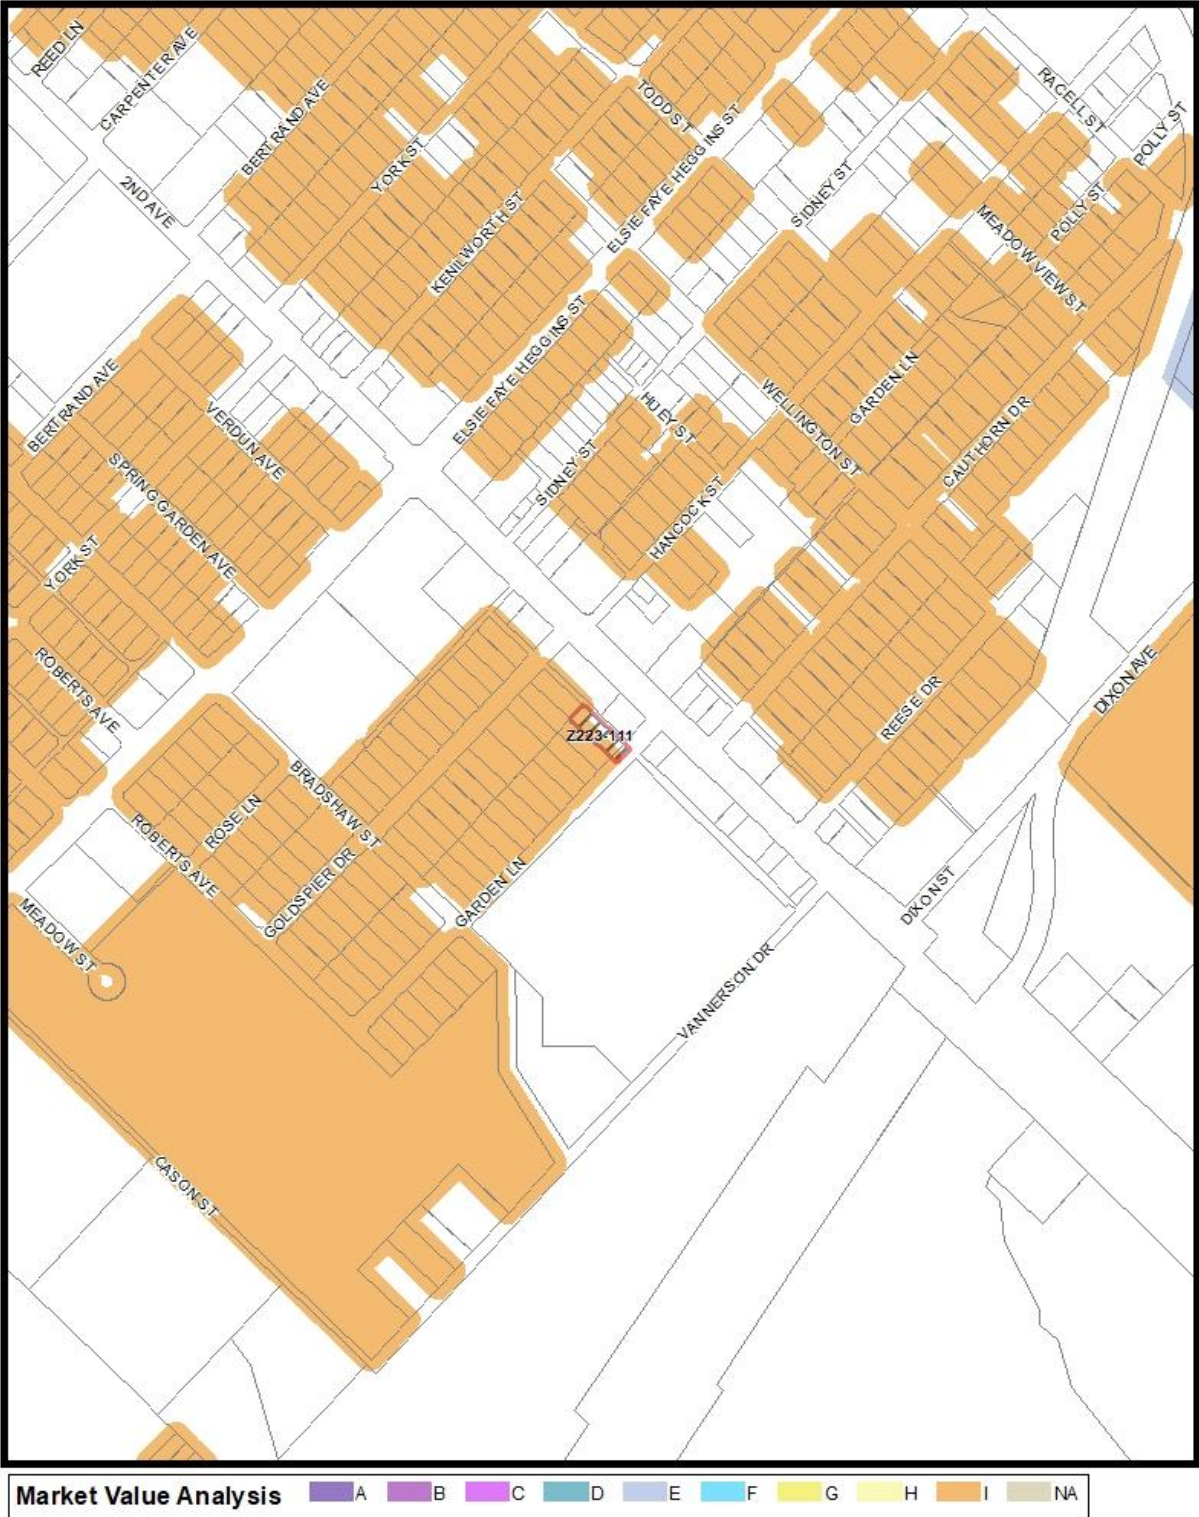 REED LN
CARPENTER AVE
BERTRAND AVE
TODD ST
RACELL ST
POLLY ST
YORK ST
2ND AVE
KENILWORTH ST
ELSIE FAYE HEGGINS ST
SIDNEY ST
POLLY ST
MEADOW VIEW ST
BERTRAND AVE
VERDUN AVE
ELSIE FAYE HEGGINS ST
HUEY ST
WELLINGTON ST
GARDEN LN
CAUTHORN DR
SPRING GARDEN AVE
SIDNEY ST
HANCOCK ST
YORK ST
ROBERTS AVE
DIXON AVE
REESE DR
Z223-111
BRADSHAW ST
ROSE LN
ROBERTS AVE
GOLDSPIER DR
GARDEN LN
DIXON ST
MEADOW ST
VANNERSON DR
CASON ST
Market Value Analysis A B C D E F G H I NA